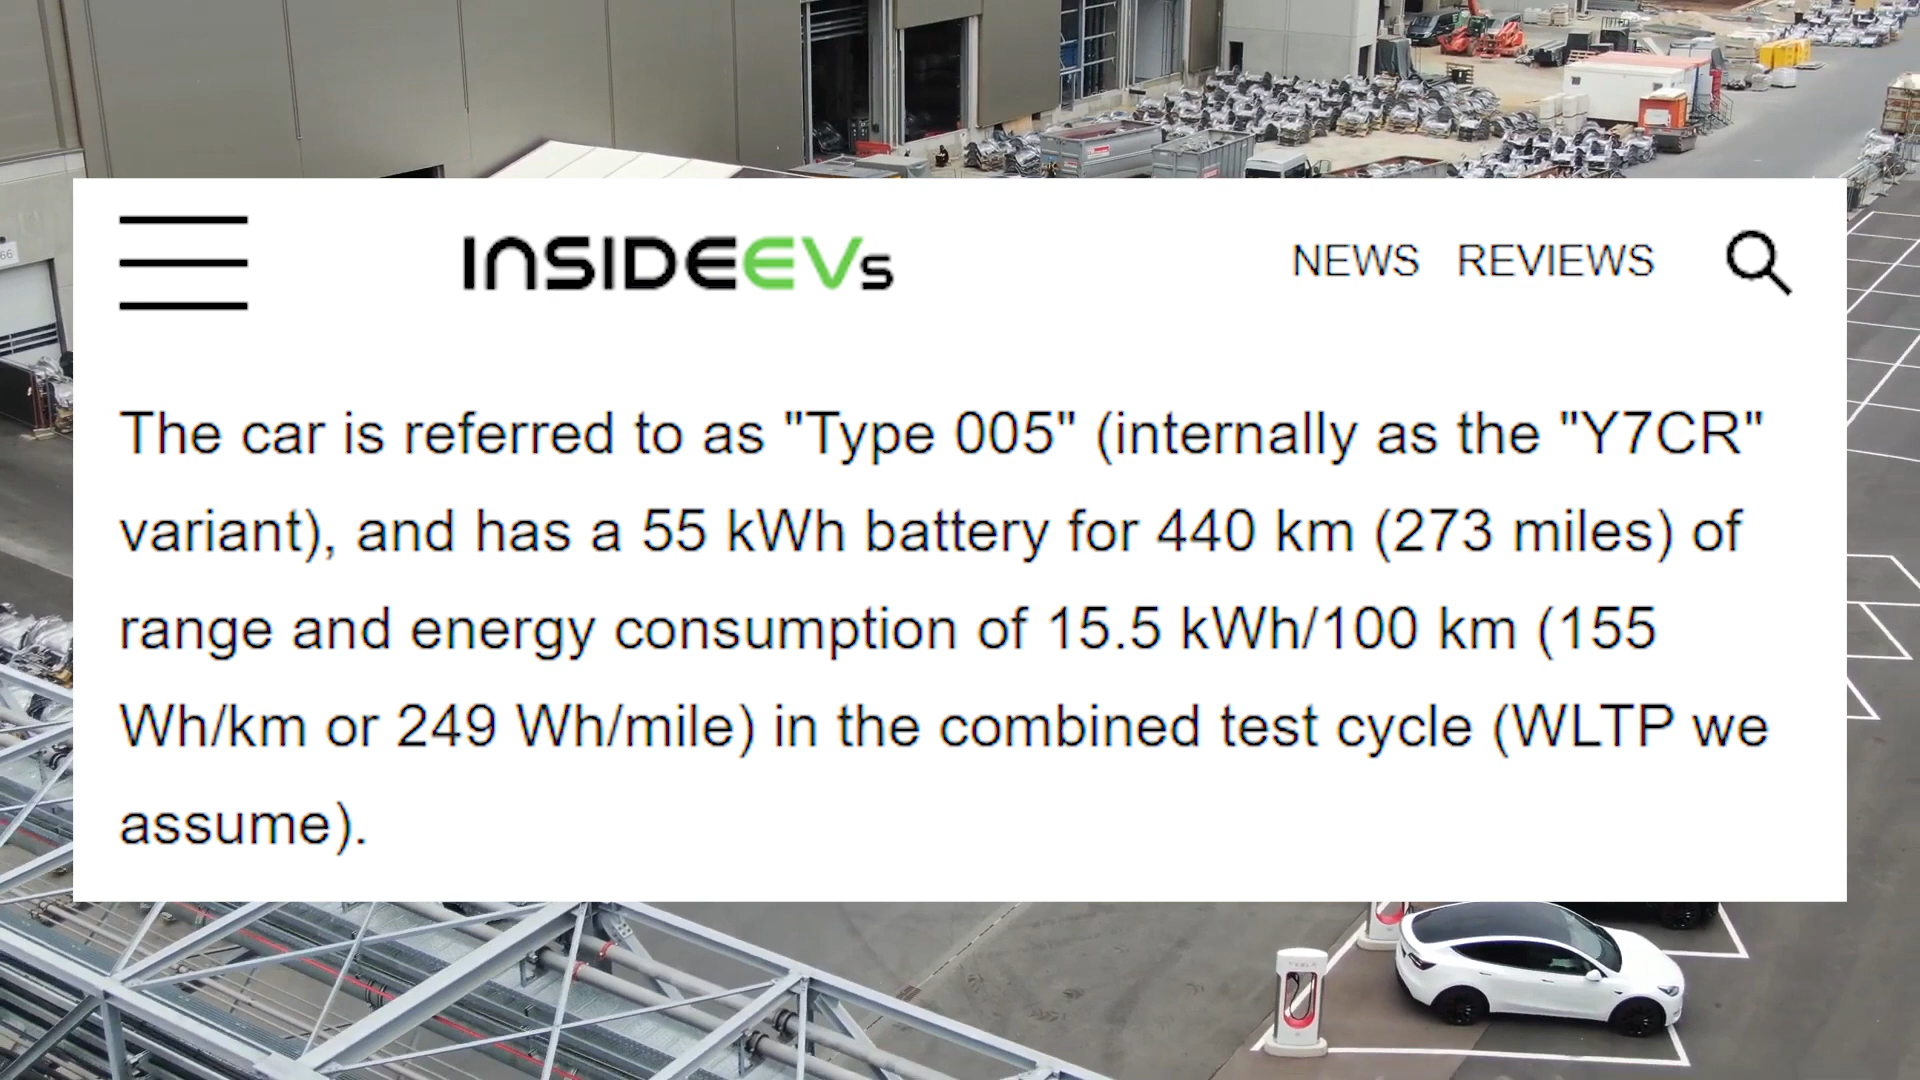 INSIDEEVs
NEWS REVIEWS
The car is referred to as "Type 005" (internally as the "Y7CR"
variant), and has a 55 kWh battery for 440 km (273 miles) of
range and energy consumption of 15.5 kWh/100 km (155
Wh/km or 249 Wh/mile) in the combined test cycle (WLTP we
assume).
66
TESLA